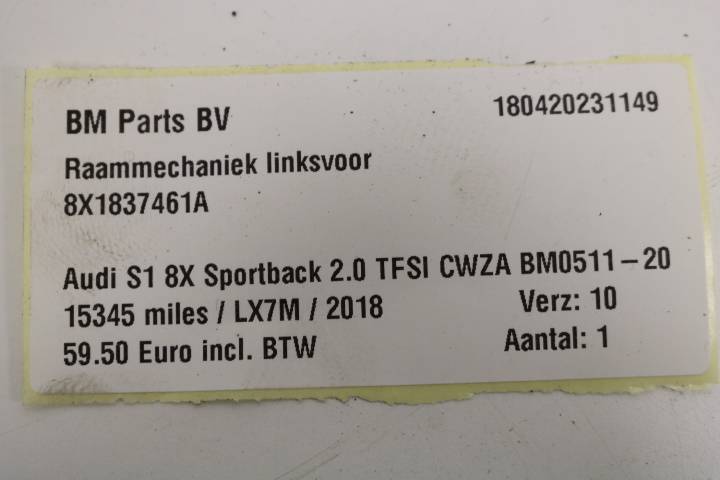 BM Parts BV 180420231149
Raammechaniek linksvoor
8X1837461A
Audi S1 8X Sportback 2.0 TFSI CWZA BM0511-20
15345 miles / LX7M / 2018 Verz: 10
59.50 Euro incl. BTW Aantal: 1